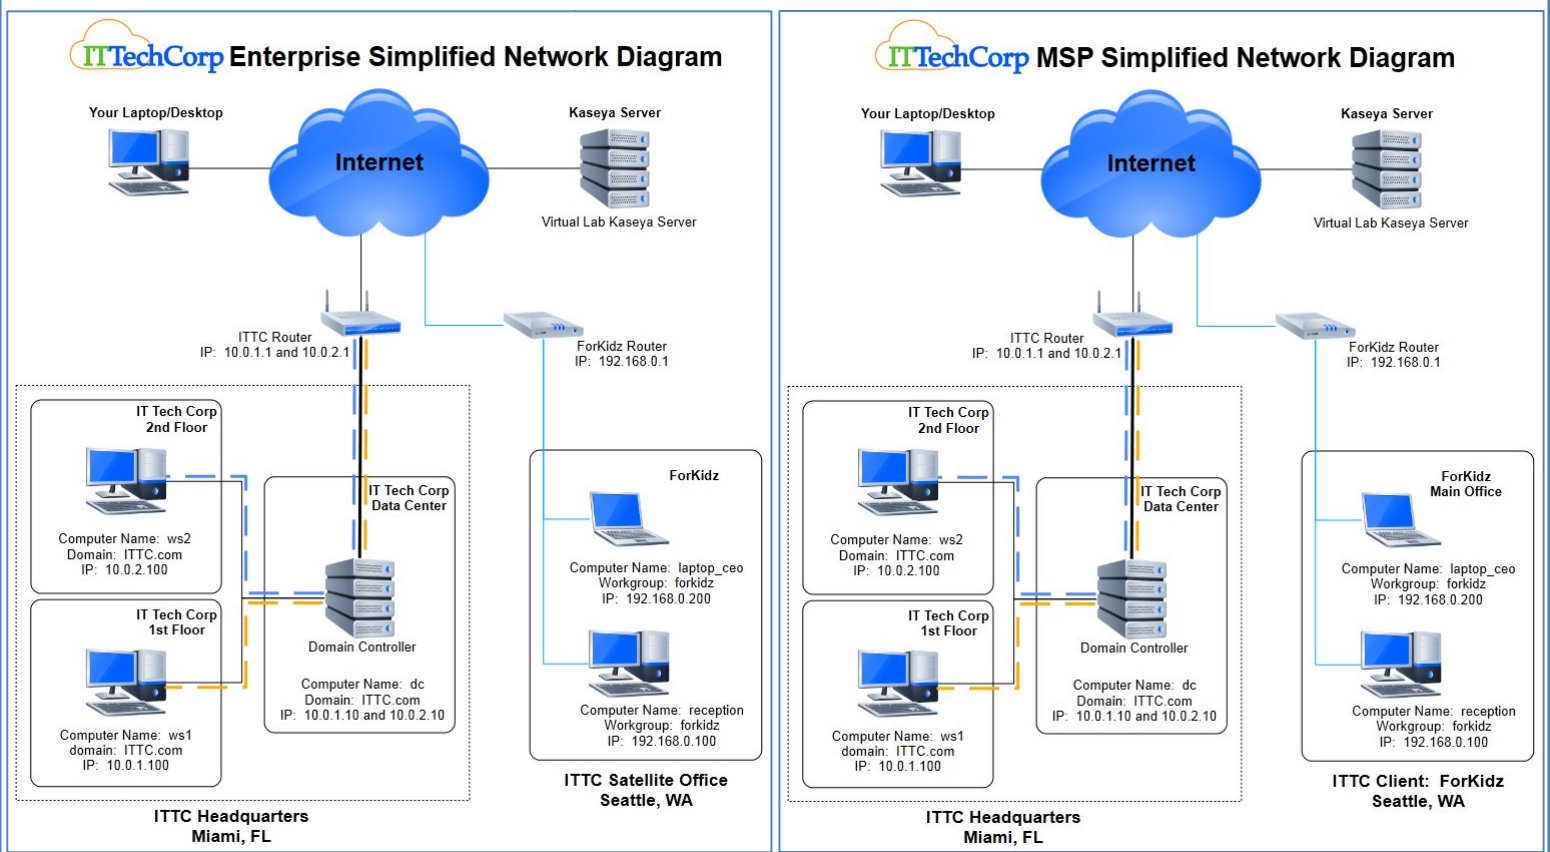 ITTechCorp Enterprise Simplified Network Diagram
Your Laptop/Desktop
Kaseya Server
Internet
Virtual Lab Kaseya Server
ITTC Router
IP: 10.0.1.1 and 10.0.2.1
ForKidz Router
IP: 192.168.0.1
IT Tech Corp
2nd Floor
Computer Name: ws2
Domain: ITTC.com
IP: 10.0.2.100
IT Tech Corp
Data Center
Domain Controller
Computer Name: dc
Domain: ITTC.com
IP: 10.0.1.10 and 10.0.2.10
IT Tech Corp
1st Floor
Computer Name: ws1
domain: ITTC.com
IP: 10.0.1.100
ITTC Headquarters
Miami, FL
ForKidz
Computer Name: laptop_ceo
Workgroup: forkidz
IP: 192.168.0.200
Computer Name: reception
Workgroup: forkidz
IP: 192.168.0.100
ITTC Satellite Office
Seattle, WA
ITTechCorp MSP Simplified Network Diagram
Your Laptop/Desktop
Kaseya Server
Internet
Virtual Lab Kaseya Server
ITTC Router
IP: 10.0.1.1 and 10.0.2.1
ForKidz Router
IP: 192.168.0.1
IT Tech Corp
2nd Floor
Computer Name: ws2
Domain: ITTC.com
IP: 10.0.2.100
IT Tech Corp
Data Center
Domain Controller
Computer Name: dc
Domain: ITTC.com
IP: 10.0.1.10 and 10.0.2.10
IT Tech Corp
1st Floor
Computer Name: ws1
domain: ITTC.com
IP: 10.0.1.100
ITTC Headquarters
Miami, FL
ForKidz
Main Office
Computer Name: laptop_ceo
Workgroup: forkidz
IP: 192.168.0.200
Computer Name: reception
Workgroup: forkidz
IP: 192.168.0.100
ITTC Client: ForKidz
Seattle, WA